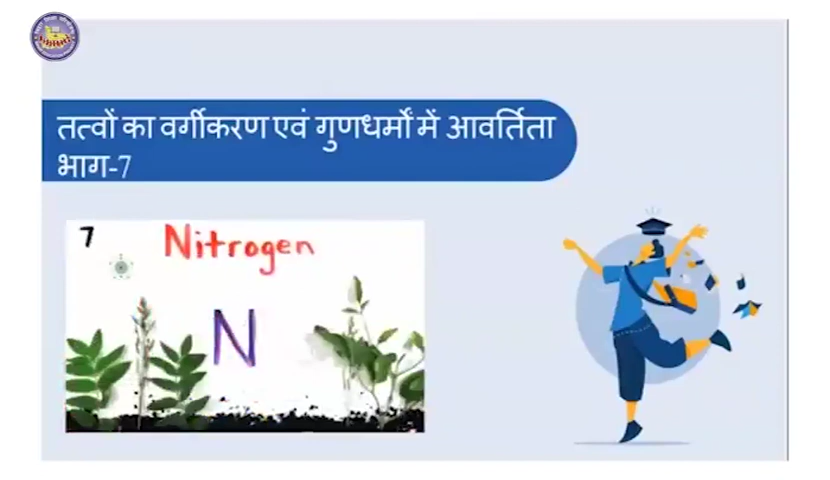 तत्वों का वर्गीकरण एवं गुणधर्मों में आवर्तिता
भाग-7
7
Nitrogen
N